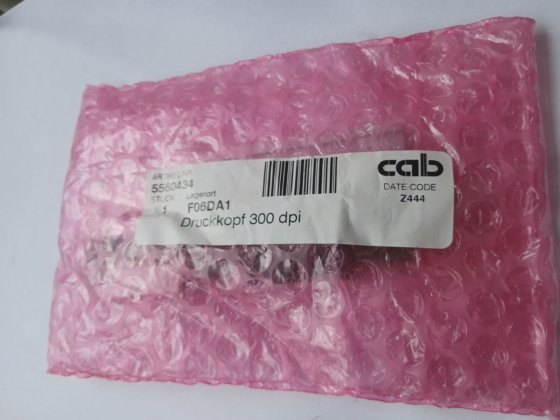 ARTIKELNR.
5560434
STÜCK Lagerort
1 F06DA1
Druckkopf 300 dpi
cab
DATE-CODE
Z444